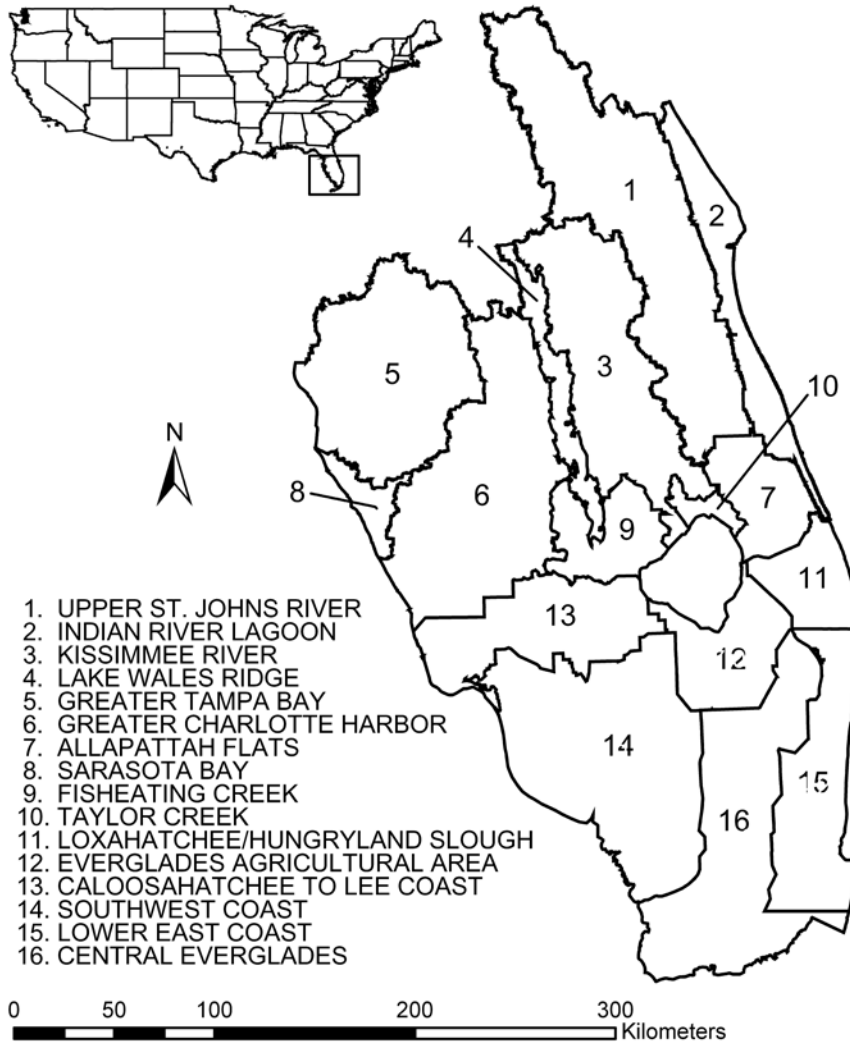 1
2
4
3
5
10
N
6
7
8
9
11
13
12
14
15
16
1. UPPER ST. JOHNS RIVER
2. INDIAN RIVER LAGOON
3. KISSIMMEE RIVER
4. LAKE WALES RIDGE
5. GREATER TAMPA BAY
6. GREATER CHARLOTTE HARBOR
7. ALLAPATTAH FLATS
8. SARASOTA BAY
9. FISHEATING CREEK
10. TAYLOR CREEK
11. LOXAHATCHEE/HUNGRYLAND SLOUGH
12. EVERGLADES AGRICULTURAL AREA
13. CALOOSAHATCHEE TO LEE COAST
14. SOUTHWEST COAST
15. LOWER EAST COAST
16. CENTRAL EVERGLADES
0 50 100 200 300
Kilometers